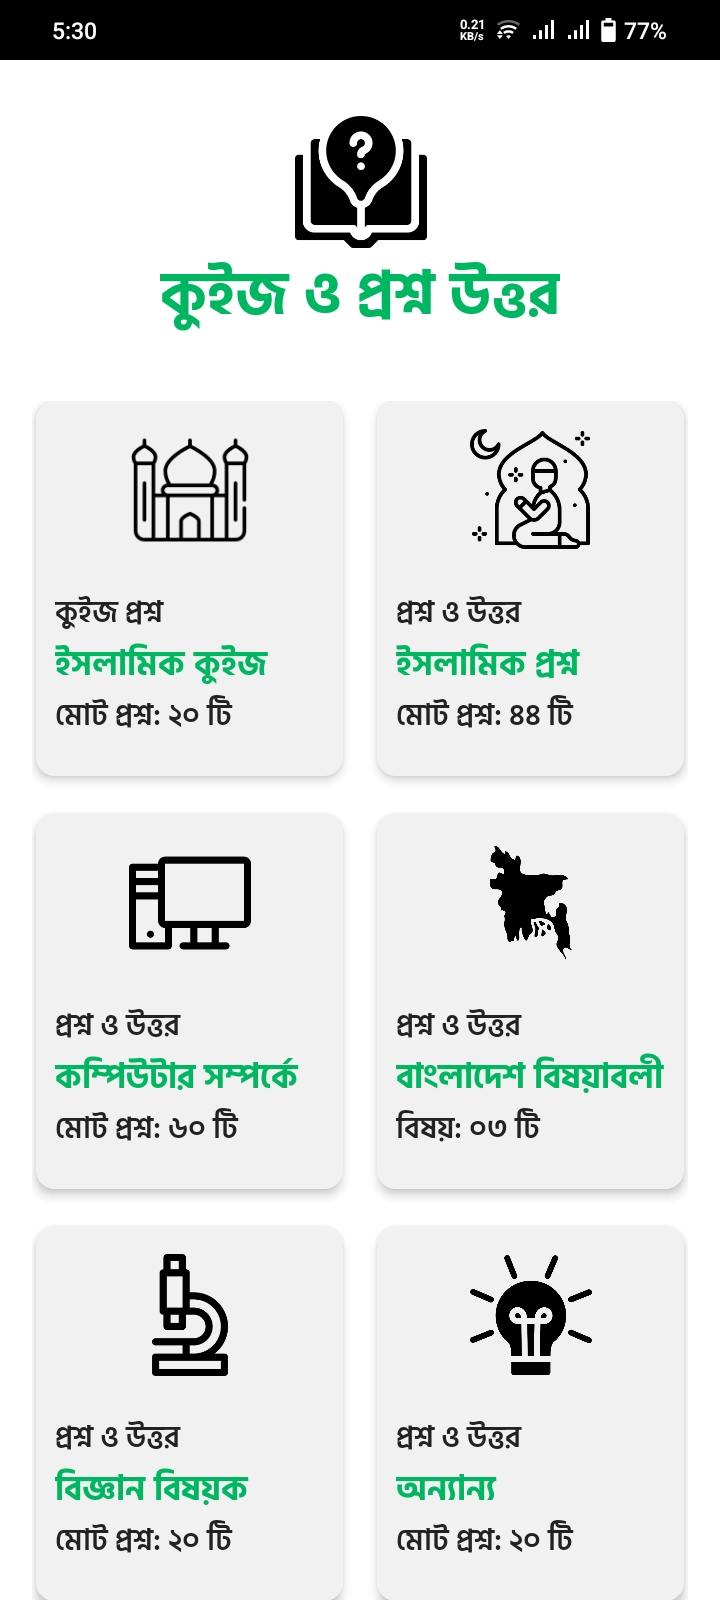 5:30
0.21
KB/s
77%
?
কুইজ ও প্রশ্ন উত্তর
কুইজ প্রশ্ন
ইসলামিক কুইজ
মোট প্রশ্ন: ২০ টি
প্রশ্ন ও উত্তর
ইসলামিক প্রশ্ন
মোট প্রশ্ন: ৪৪ টি
প্রশ্ন ও উত্তর
কম্পিউটার সম্পর্কে
মোট প্রশ্ন: ৬০ টি
প্রশ্ন ও উত্তর
বাংলাদেশ বিষয়াবলী
বিষয়: ০৩ টি
প্রশ্ন ও উত্তর
বিজ্ঞান বিষয়ক
মোট প্রশ্ন: ২০ টি
প্রশ্ন ও উত্তর
অন্যান্য
মোট প্রশ্ন: ২০ টি